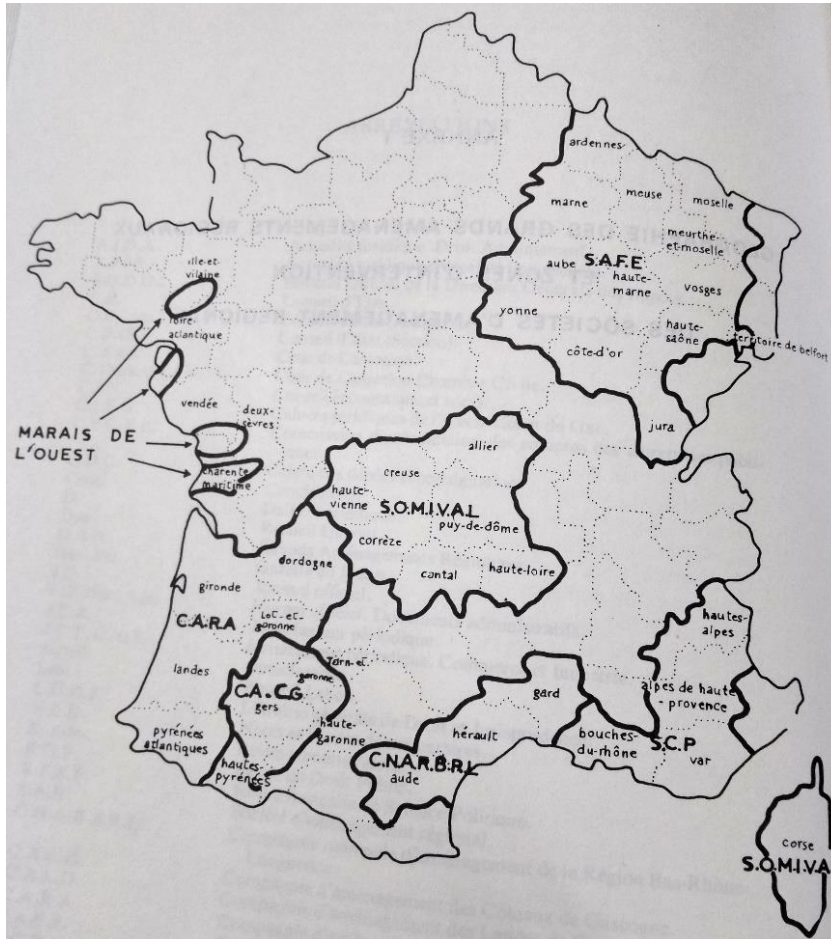 ardennes
marne
meuse
moselle
meurthe-
et-moselle
aube
S.A.F.E
haute-
marne
vosges
yonne
haute-
saône
territoire de belfort
côte-d'or
jura
ille-et-
vilaine
loire-
atlantique
vendée
deux-
sèvres
MARAIS DE
L'OUEST
charente
maritime
allier
creuse
haute-
vienne
S.O.M.I.V.A.L
puy-de-dôme
corrèze
cantal
haute-loire
dordogne
gironde
C.A.R.A
Lot-et-
garonne
landes
Tarn-et-
garonne
C.A.C.G
gers
haute-
garonne
pyrénées
atlantiques
hautes-
pyrénées
hautes-
alpes
alpes de haute
- provence
gard
hérault
bouches-
du-rhône
S.C.P
var
C.N.A.R.B.R.L
aude
corse
S.O.M.I.V.A